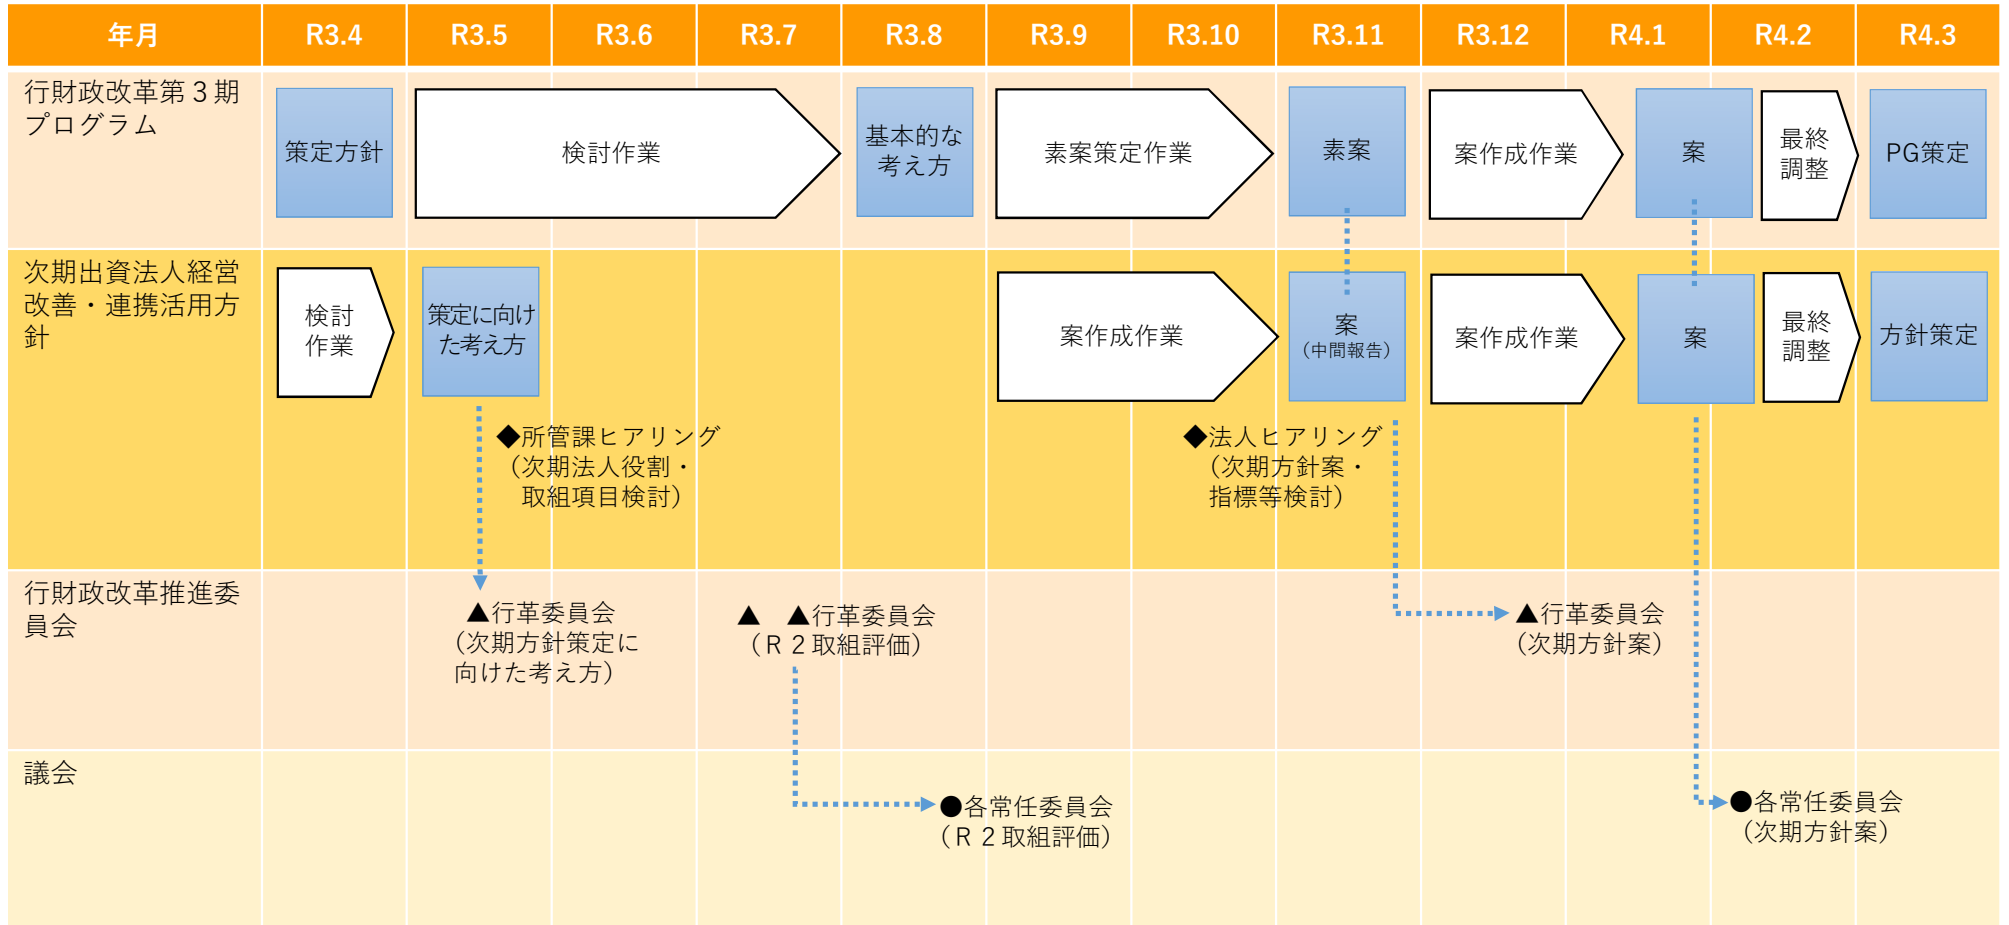 年月 R3.4 R3.5 R3.6 R3.7 R3.8 R3.9 R3.10 R3.11 R3.12 R4.1 R4.2 R4.3
行財政改革第３期
プログラム
策定方針
検討作業
基本的な
考え方
素案策定作業
素案
案作成作業
案
最終
調整
PG策定
次期出資法人経営
改善・連携活用方
針
検討
作業
策定に向け
た考え方
案作成作業
案
（中間報告）
案作成作業
案
最終
調整
方針策定
◆所管課ヒアリング
（次期法人役割・
取組項目検討）
◆法人ヒアリング
（次期方針案・
指標等検討）
行財政改革推進委
員会
▲行革委員会
（次期方針策定に
向けた考え方）
▲ ▲行革委員会
（Ｒ２取組評価）
▲行革委員会
（次期方針案）
議会
●各常任委員会
（Ｒ２取組評価）
●各常任委員会
（次期方針案）